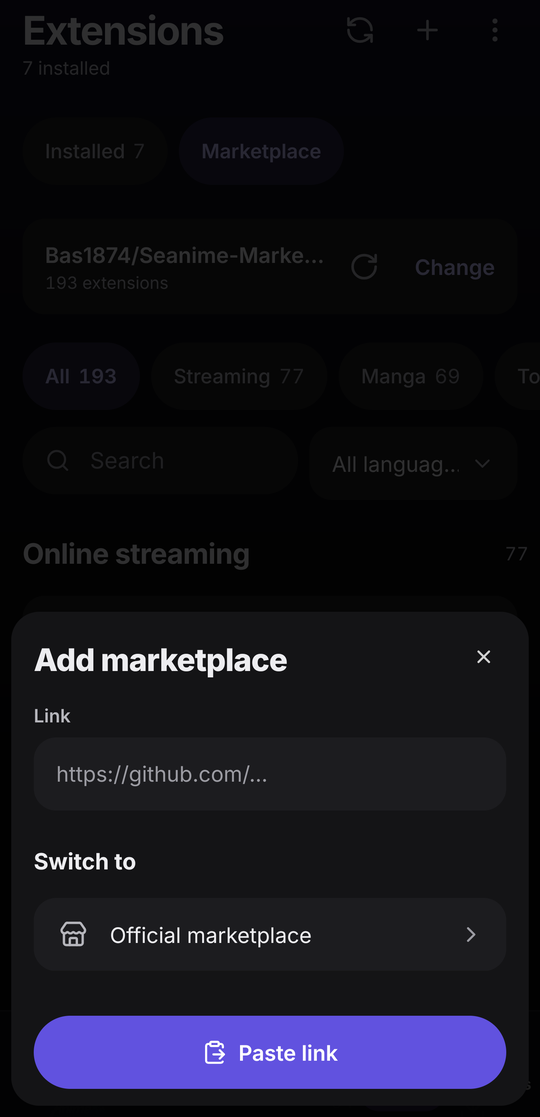 Extensions
7 installed
Installed 7
Marketplace
Bas1874/Seanime-Marke...
193 extensions
Change
All 193
Streaming 77
Manga 69
To
Search
All languag...
Online streaming
77
Add marketplace
Link
https://github.com/...
Switch to
Official marketplace
Paste link